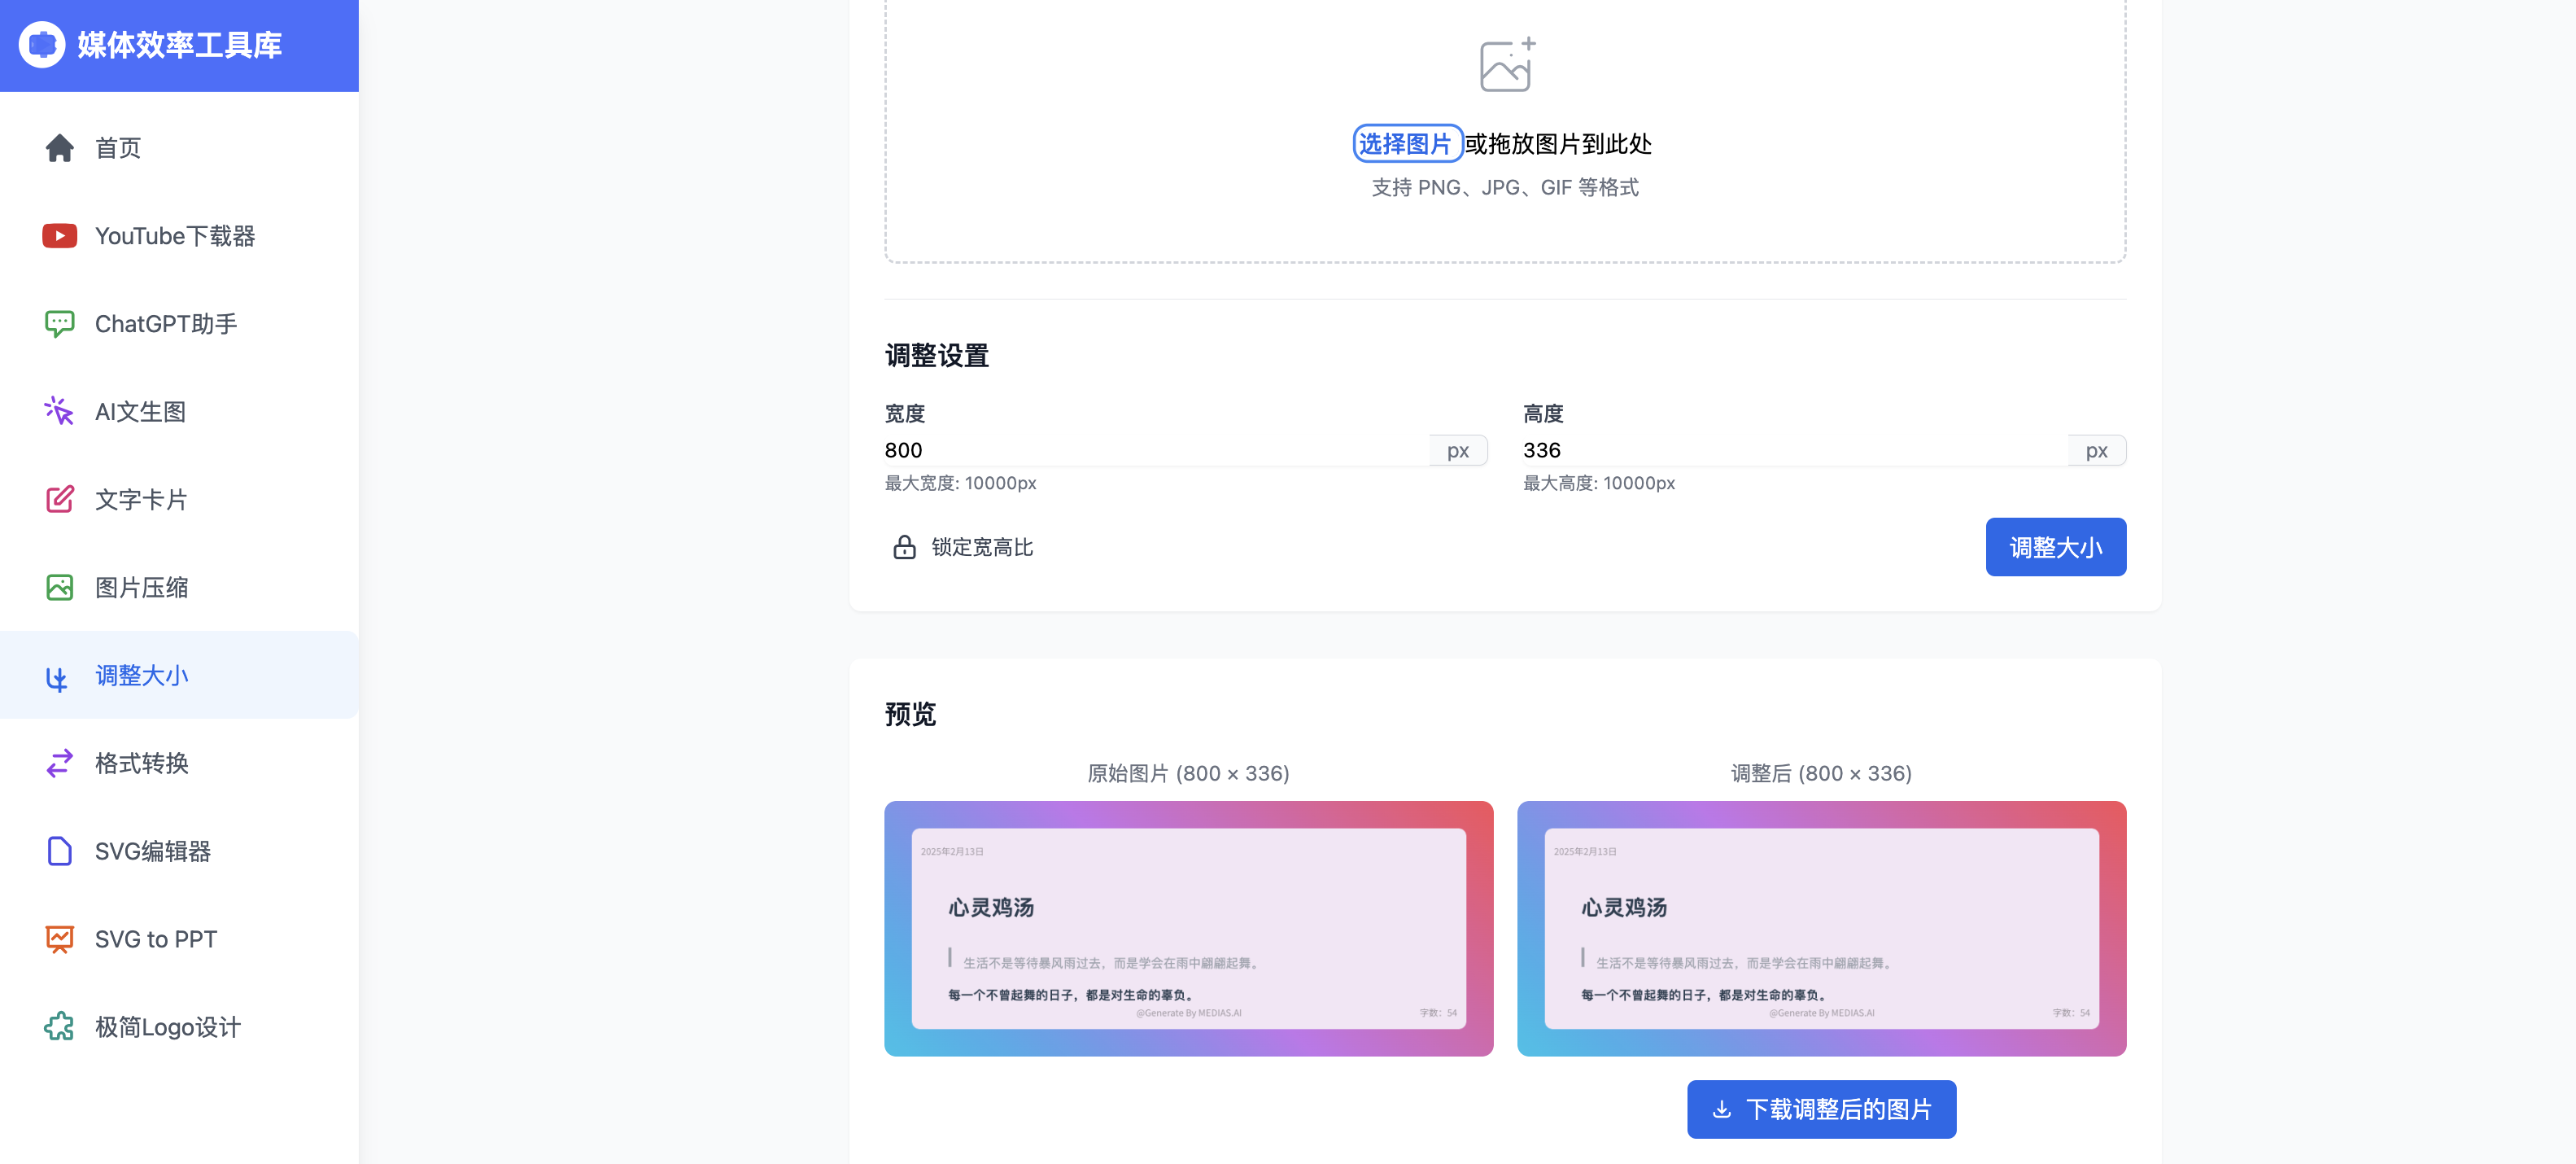 媒体效率工具库
首页
YouTube下载器
ChatGPT助手
AI文生图
文字卡片
图片压缩
调整大小
格式转换
SVG编辑器
SVG to PPT
极简Logo设计
选择图片 或拖放图片到此处
支持 PNG、JPG、GIF 等格式
调整设置
宽度
800 px
最大宽度: 10000px
高度
336 px
最大高度: 10000px
锁定宽高比
调整大小
预览
原始图片 (800 × 336)
2025年2月13日
心灵鸡汤
生活不是等待暴风雨过去，而是学会在雨中翩翩起舞。
每一个不曾起舞的日子，都是对生命的辜负。
@Generate By MEDIAS.AI
字数：54
调整后 (800 × 336)
2025年2月13日
心灵鸡汤
生活不是等待暴风雨过去，而是学会在雨中翩翩起舞。
每一个不曾起舞的日子，都是对生命的辜负。
@Generate By MEDIAS.AI
字数：54
下载调整后的图片